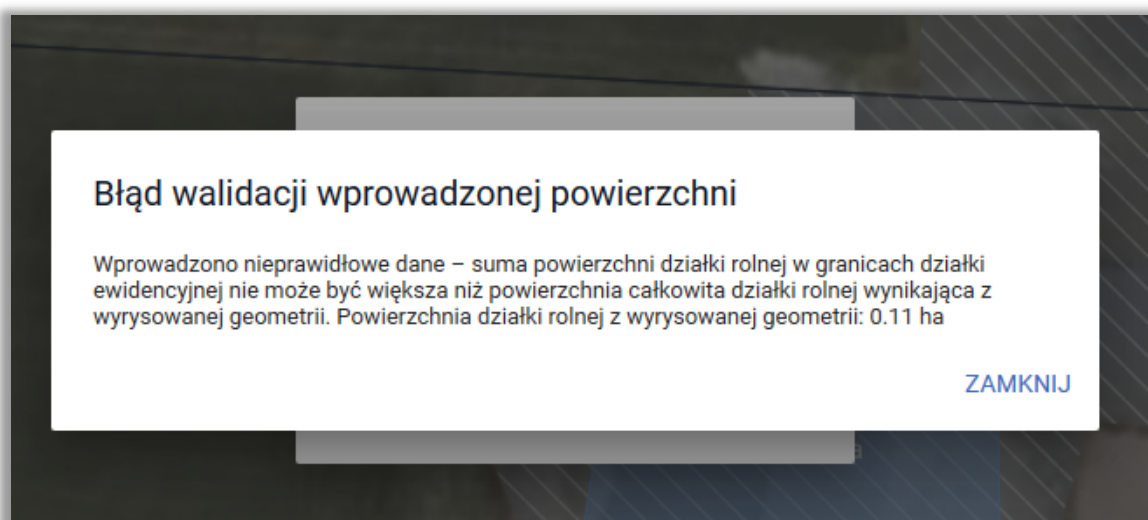 Błąd walidacji wprowadzonej powierzchni
Wprowadzono nieprawidłowe dane – suma powierzchni działki rolnej w granicach działki
ewidencyjnej nie może być większa niż powierzchnia całkowita działki rolnej wynikająca z
wyrysowanej geometrii. Powierzchnia działki rolnej z wyrysowanej geometrii: 0.11 ha
ZAMKNIJ